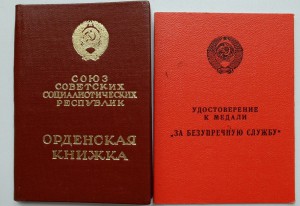 СОЮЗ
СОВЕТСКИХ
СОЦИАЛИСТИЧЕСКИХ
РЕСПУБЛИК
ОРДЕНСКАЯ
КНИЖКА
УДОСТОВЕРЕНИЕ
К МЕДАЛИ
"ЗА БЕЗУПРЕЧНУЮ СЛУЖБУ"